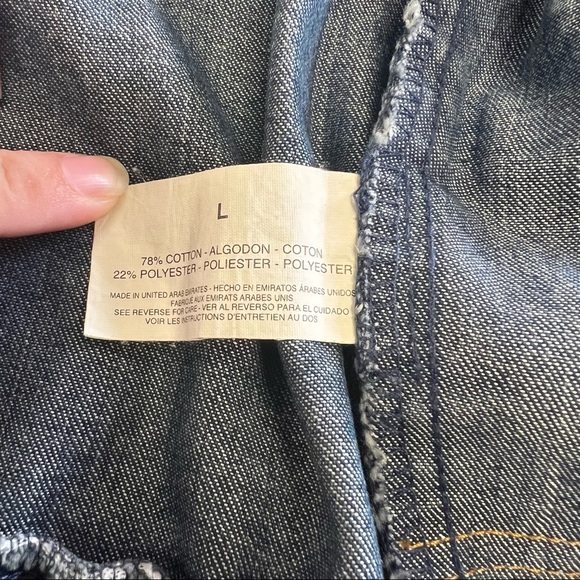 L
78% COTTON - ALGODON - COTON
22% POLYESTER - POLIESTER - POLYESTER
MADE IN UNITED ARAB EMIRATES - HECHO EN EMIRATOS ÁRABES UNIDOS
FABRIQUÉ AUX EMIRATS ARABES UNIS
SEE REVERSE FOR CARE - VER AL REVERSO PARA EL CUIDADO
VOIR LES INSTRUCTIONS D'ENTRETIEN AU DOS